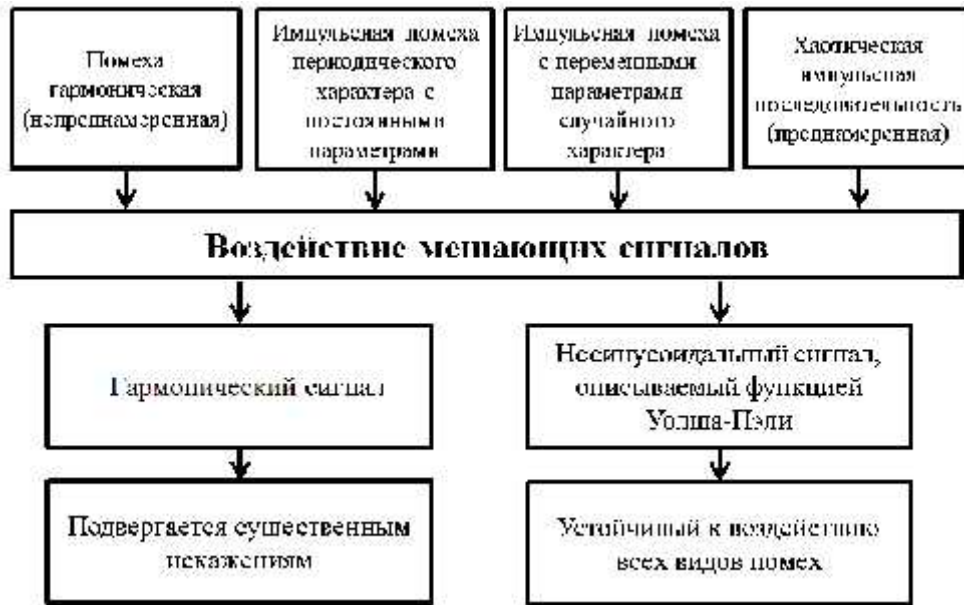 Помеха
гармоническая
(непреднамеренная)
Импульсная помеха
периодического
характера с
постоянными
параметрами
Импульсная помеха
с переменными
параметрами
случайного
характера
Хаотическая
импульсная
последовательность
(преднамеренная)
Воздействие мешающих сигналов
Гармонический сигнал
Несинусоидальный сигнал,
описываемый функцией
Уолша-Пэли
Подвергается существенным
искажениям
Устойчивый к воздействию
всех видов помех